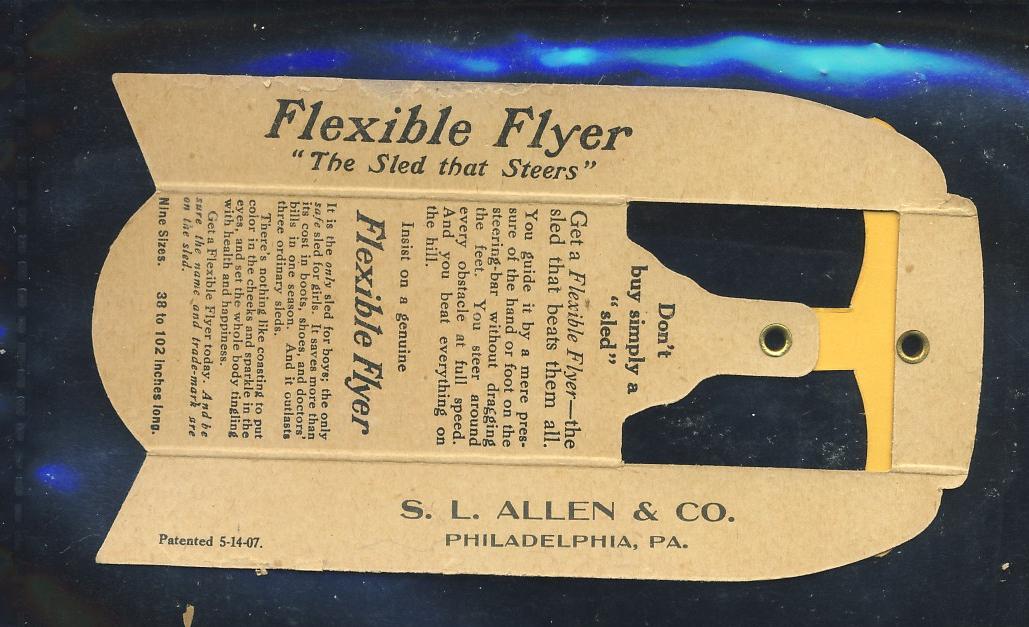 Flexible Flyer
"The Sled that Steers"
Don't
buy simply a
"sled"
Get a Flexible Flyer—the
sled that beats them all.
You guide it by a mere pres-
sure of the hand or foot on the
steering-bar without dragging
the feet. You steer around
every obstacle at full speed.
And you beat everything on
the hill.
Insist on a genuine
Flexible Flyer
It is the only sled for boys; the only
safe sled for girls. It saves more than
its cost in boots, shoes, and doctors'
bills in one season. And it outlasts
three ordinary sleds.
There's nothing like coasting to put
color in the cheeks and sparkle in the
eyes, and set the whole body tingling
with health and happiness.
Get a Flexible Flyer today. And be
sure the name and trade-mark are
on the sled.
Nine Sizes. 38 to 102 inches long.
S. L. ALLEN & CO.
PHILADELPHIA, PA.
Patented 5-14-07.